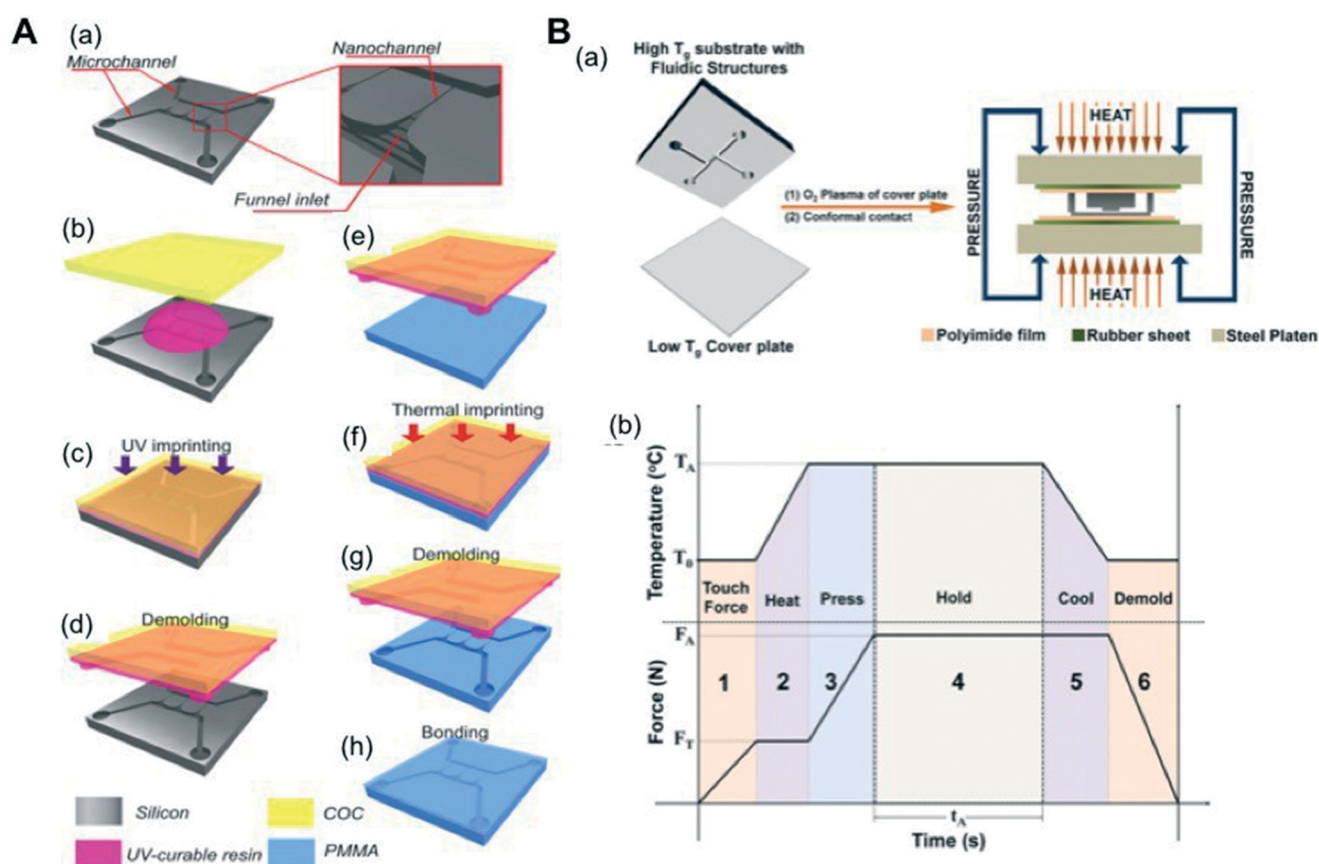 A
(a)
Microchannel
Nanochannel
Funnel inlet
(b)
(c)
UV imprinting
(d)
Demolding
(e)
Thermal imprinting
(f)
(g)
Demolding
(h)
Bonding
Silicon
COC
UV-curable resin
PMMA
B
(a)
High Tg substrate with
Fluidic Structures
(1) O2 Plasma of cover plate
(2) Conformal contact
Low Tg Cover plate
HEAT
PRESSURE
PRESSURE
HEAT
Polyimide film
Rubber sheet
Steel Platen
(b)
Temperature (°C)
TA
T0
Touch
Force
Heat
Press
Hold
Cool
Demold
Force (N)
FA
FT
1
2
3
4
5
6
tA
Time (s)